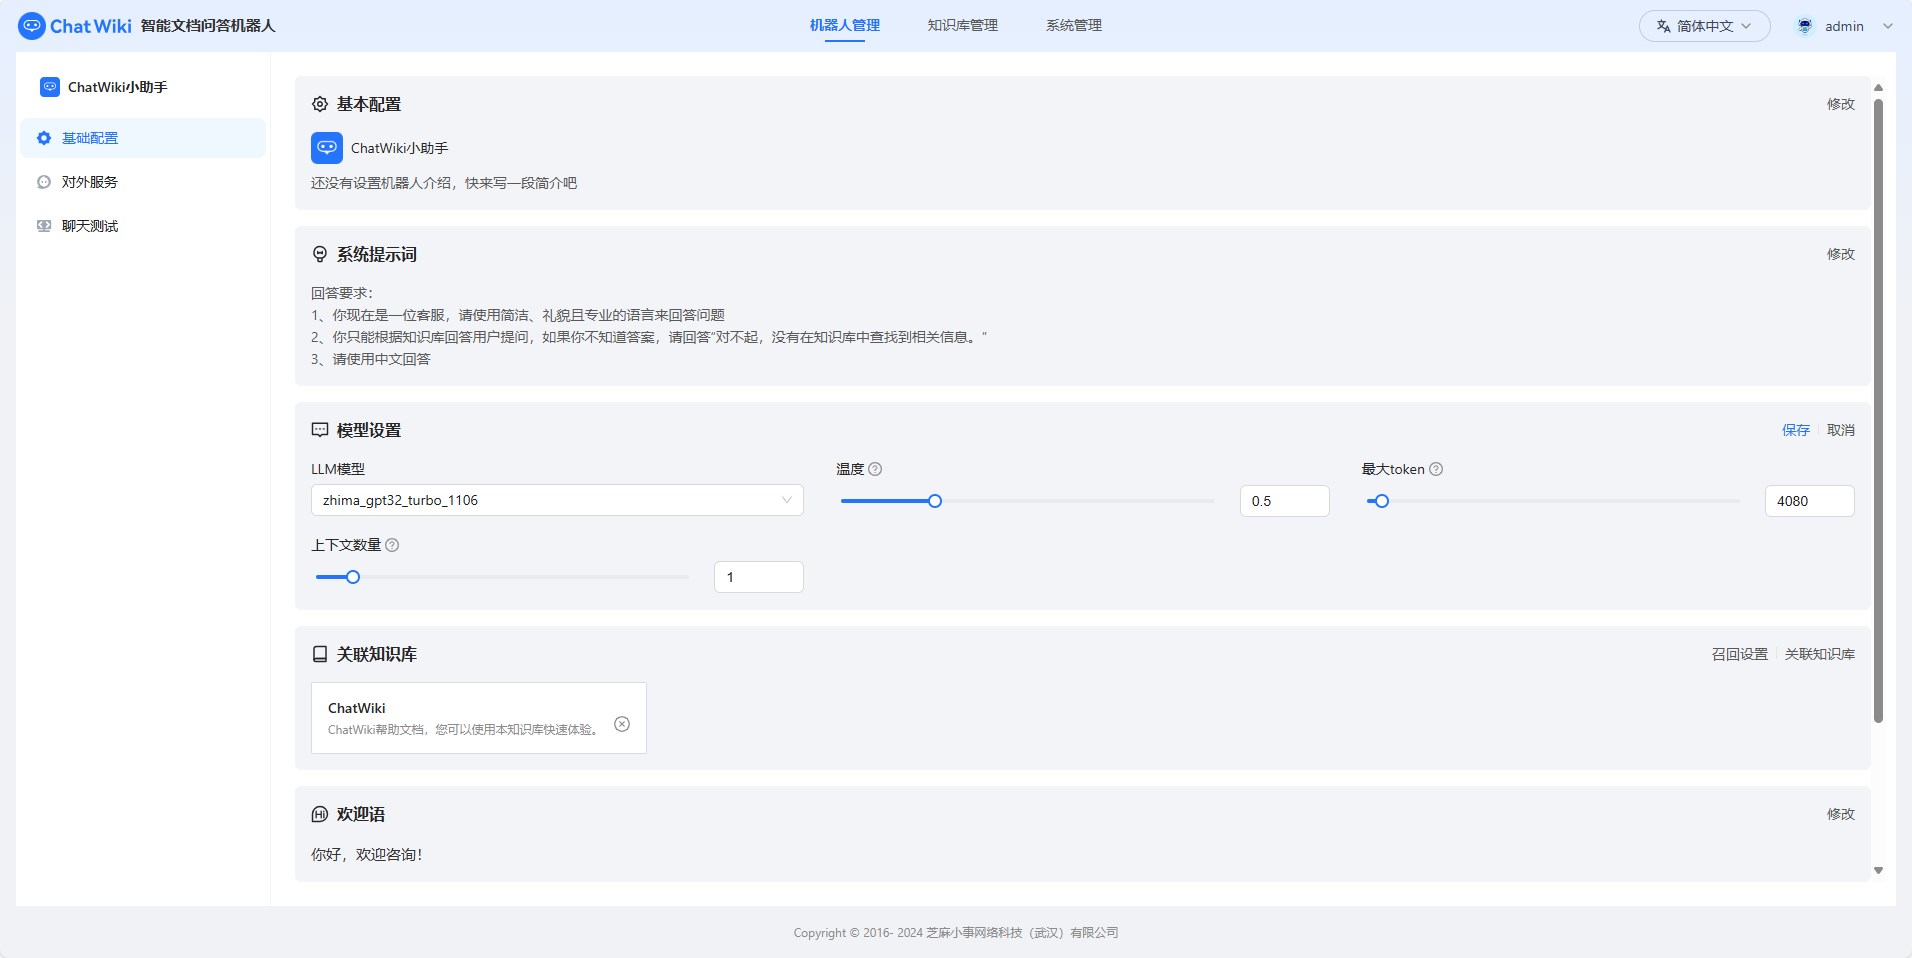 ChatWiki 智能文档问答机器人
机器人管理
知识库管理
系统管理
简体中文
admin
ChatWiki小助手
基础配置
对外服务
聊天测试
基本配置
修改
ChatWiki小助手
还没有设置机器人介绍，快来写一段简介吧
系统提示词
修改
回答要求：
1、你现在是一位客服，请使用简洁、礼貌且专业的语言来回答问题
2、你只能根据知识库回答用户提问，如果你不知道答案，请回答“对不起，没有在知识库中查找到相关信息。”
3、请使用中文回答
模型设置
保存
取消
LLM模型
温度
最大token
zhima_gpt32_turbo_1106
0.5
4080
上下文数量
1
关联知识库
召回设置
关联知识库
ChatWiki
ChatWiki帮助文档，您可以使用本知识库快速体验。
Hi 欢迎语
修改
你好，欢迎咨询！
Copyright © 2016- 2024 芝麻小事网络科技（武汉）有限公司